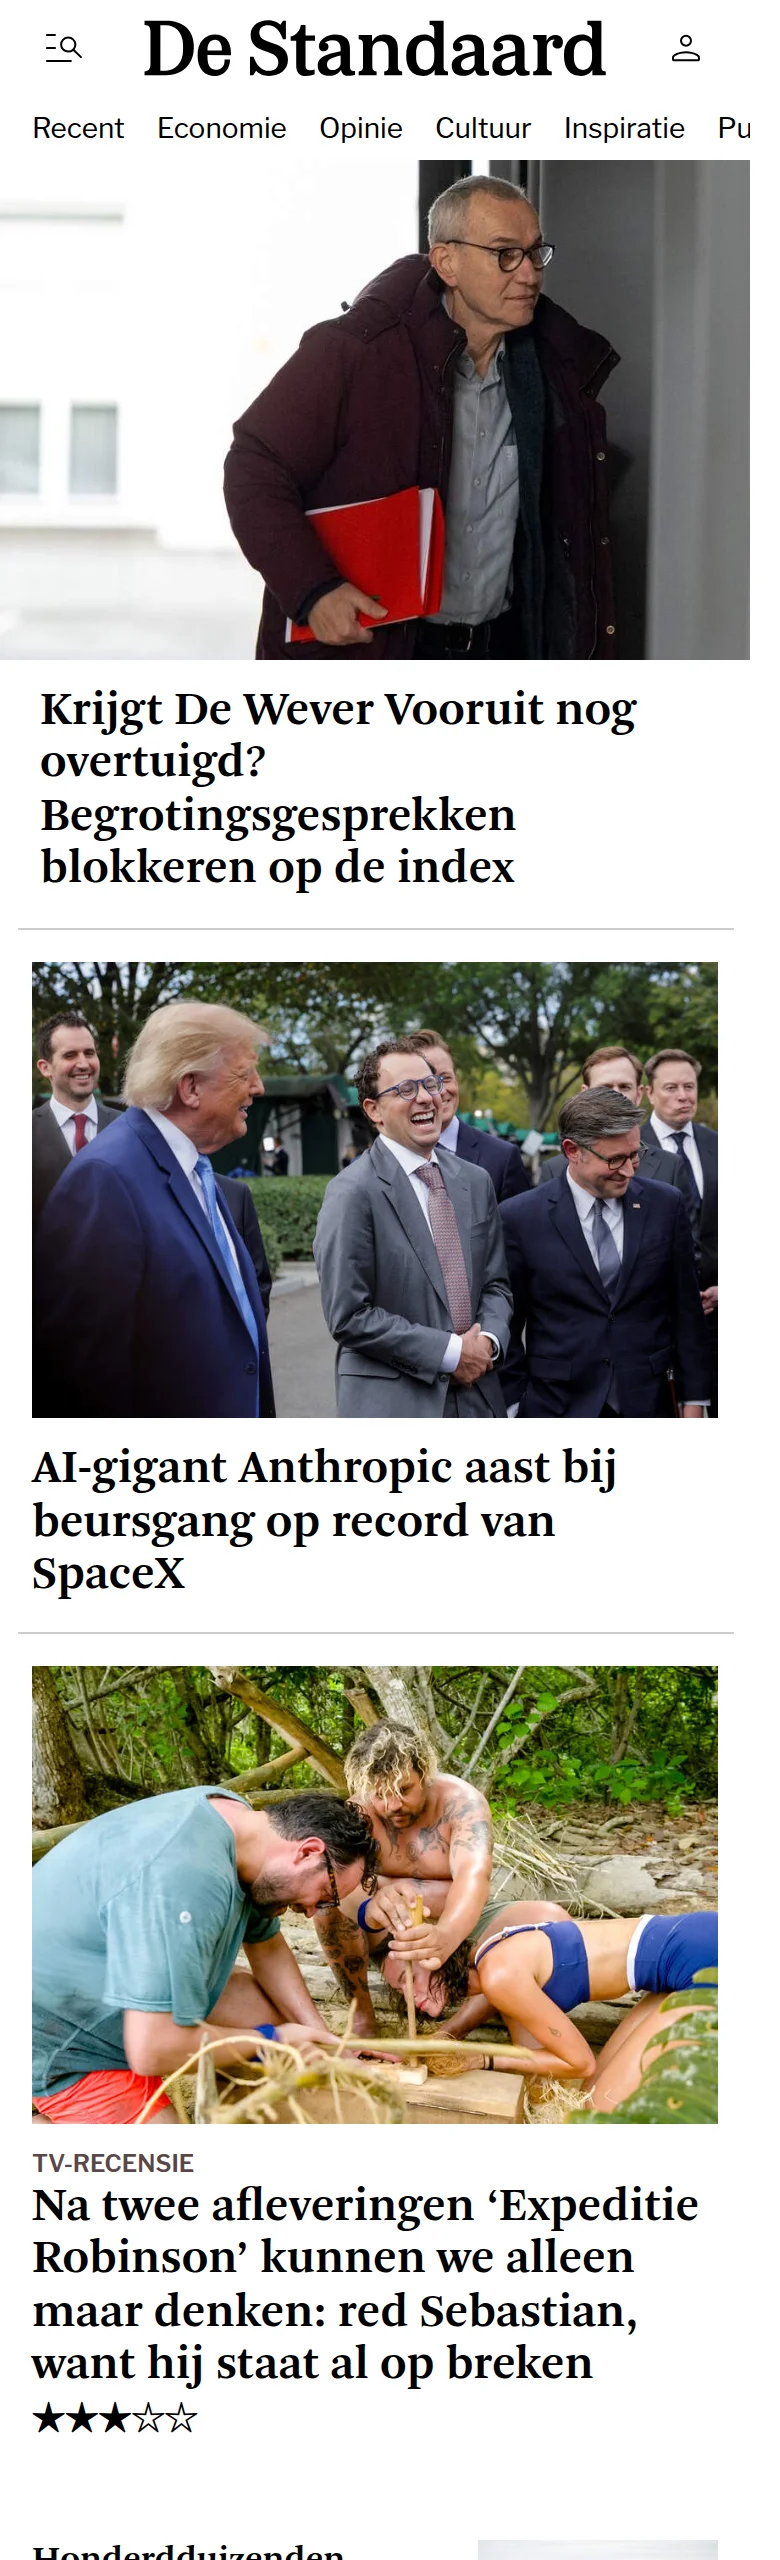 De Standaard
Recent Economie Opinie Cultuur Inspiratie Pu
Krijgt De Wever Vooruit nog
overtuigd?
Begrotingsgesprekken
blokkeren op de index
AI-gigant Anthropic aast bij
beursgang op record van
SpaceX
TV-RECENSIE
Na twee afleveringen ‘Expeditie
Robinson’ kunnen we alleen
maar denken: red Sebastian,
want hij staat al op breken
★★★☆☆
Honderdduizenden